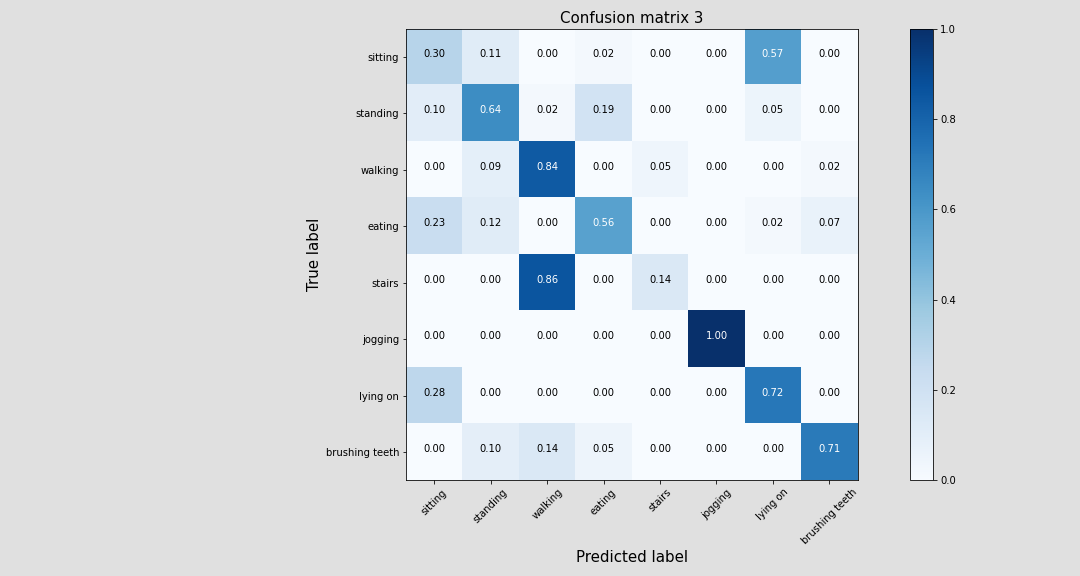 Confusion matrix 3
sitting 0.30 0.11 0.00 0.02 0.00 0.00 0.57 0.00
standing 0.10 0.64 0.02 0.19 0.00 0.00 0.05 0.00
walking 0.00 0.09 0.84 0.00 0.05 0.00 0.00 0.02
eating 0.23 0.12 0.00 0.56 0.00 0.00 0.02 0.07
stairs 0.00 0.00 0.86 0.00 0.14 0.00 0.00 0.00
jogging 0.00 0.00 0.00 0.00 0.00 1.00 0.00 0.00
lying on 0.28 0.00 0.00 0.00 0.00 0.00 0.72 0.00
brushing teeth 0.00 0.10 0.14 0.05 0.00 0.00 0.00 0.71
True label
sitting standing walking eating stairs jogging lying on brushing teeth
Predicted label
1.0
0.8
0.6
0.4
0.2
0.0